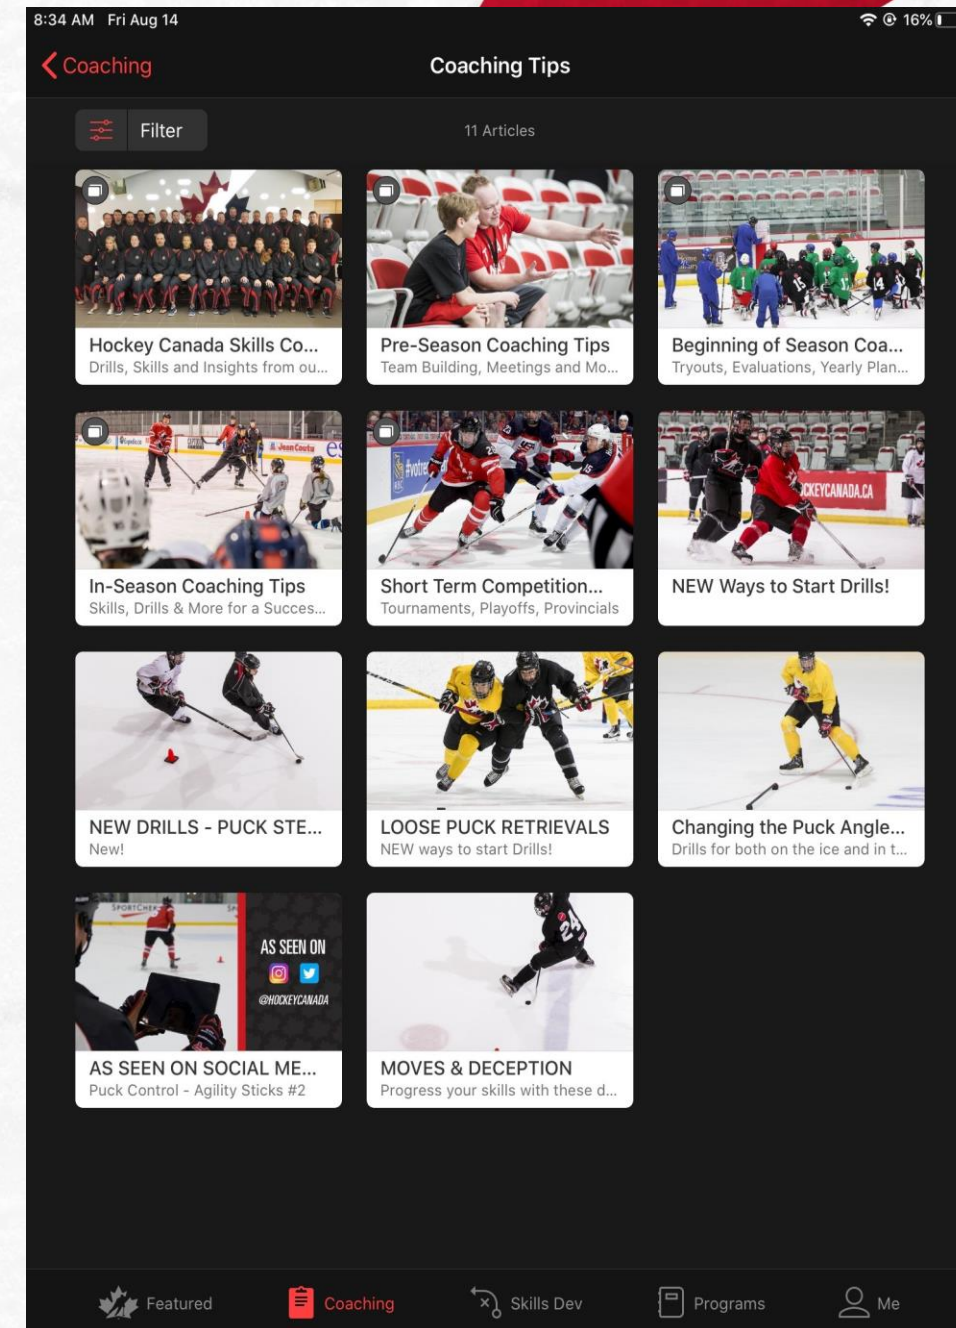 8:34 AM Fri Aug 14
16%
Coaching
Coaching Tips
Filter
11 Articles
Hockey Canada Skills Co...
Drills, Skills and Insights from ou...
Pre-Season Coaching Tips
Team Building, Meetings and Mo...
Beginning of Season Coa...
Tryouts, Evaluations, Yearly Plan...
In-Season Coaching Tips
Skills, Drills & More for a Succes...
Short Term Competition...
Tournaments, Playoffs, Provincials
CKEYCANADA.CA
NEW Ways to Start Drills!
NEW DRILLS - PUCK STE...
New!
LOOSE PUCK RETRIEVALS
NEW ways to start Drills!
Changing the Puck Angle...
Drills for both on the ice and in t...
AS SEEN ON
@HOCKEYCANADA
AS SEEN ON SOCIAL ME...
Puck Control - Agility Sticks #2
24
MOVES & DECEPTION
Progress your skills with these d...
Featured
Coaching
Skills Dev
Programs
Me